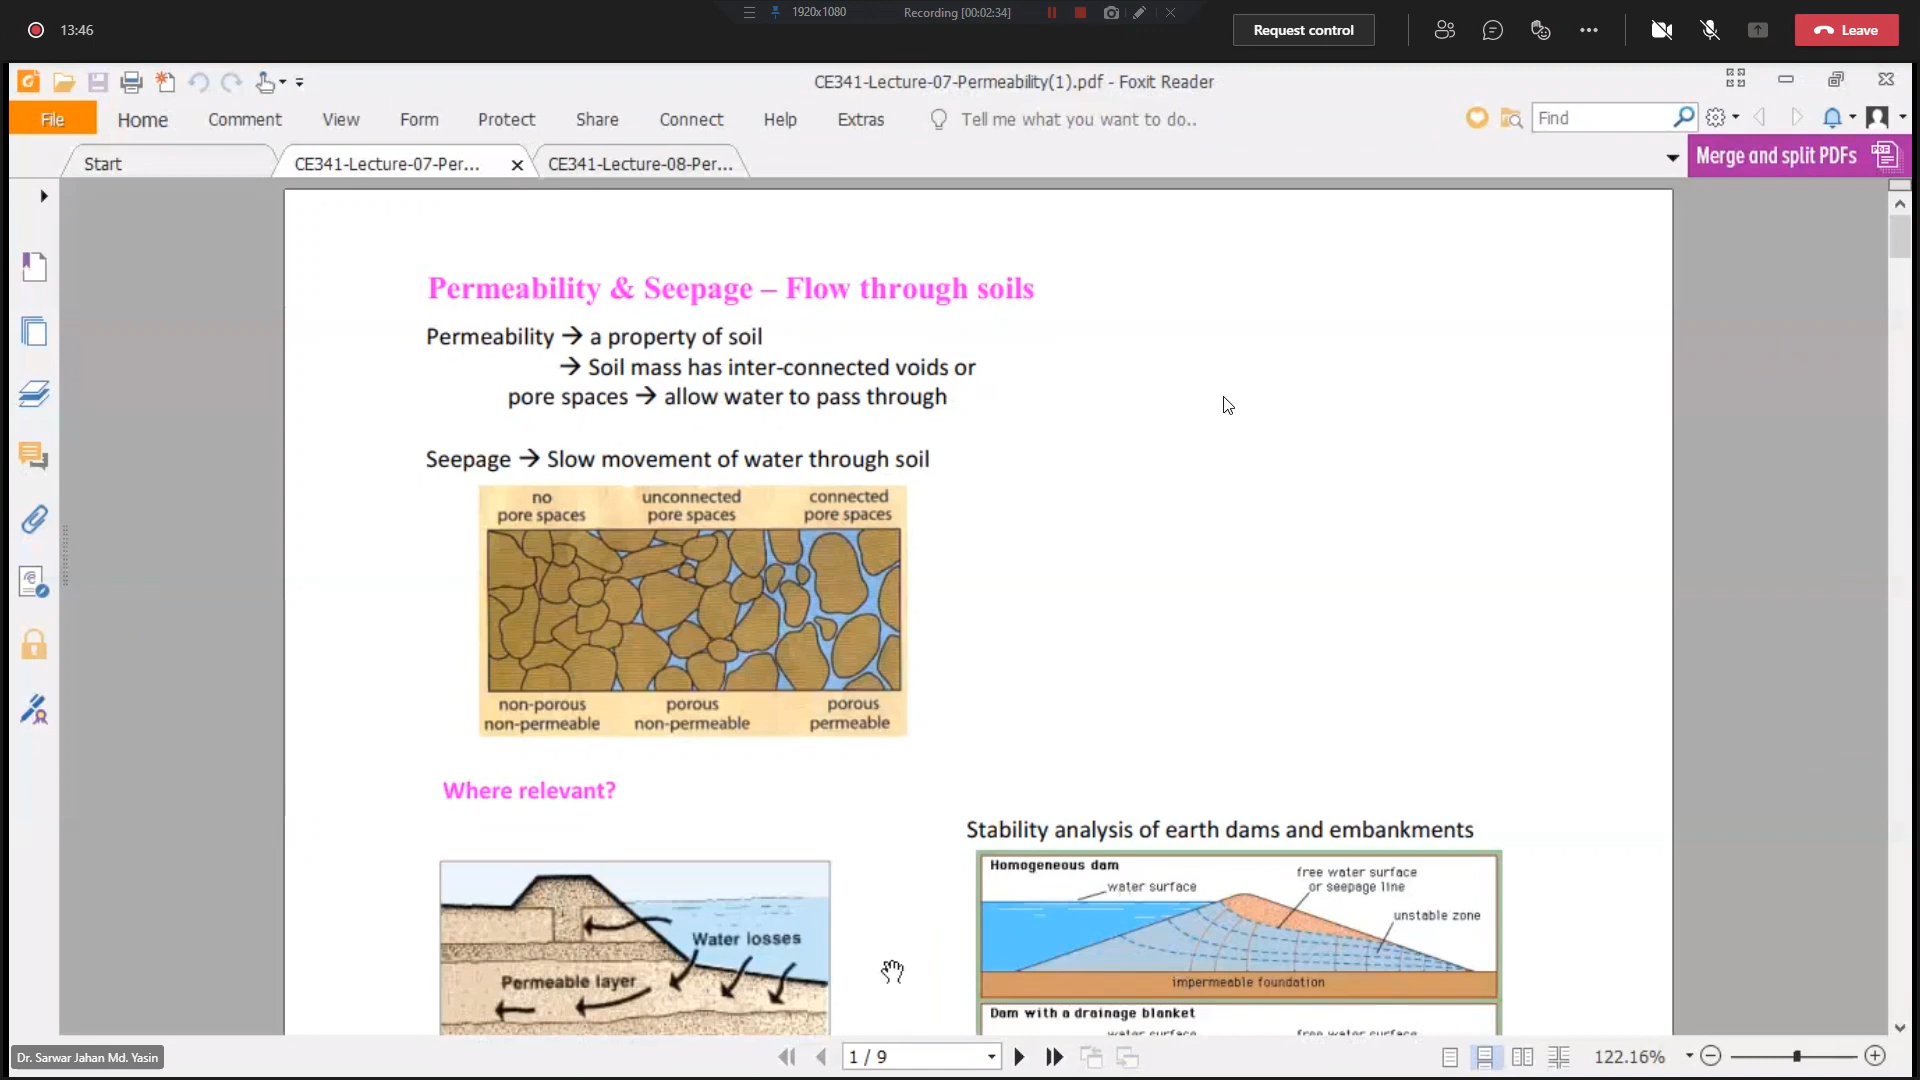 1920x1080
Recording [00:02:34]
13:46
Request control
Leave
CE341-Lecture-07-Permeability(1).pdf - Foxit Reader
File
Home
Comment
View
Form
Protect
Share
Connect
Help
Extras
Tell me what you want to do..
Find
Start
CE341-Lecture-07-Per...
CE341-Lecture-08-Per...
Merge and split PDFs
PDF
Permeability & Seepage – Flow through soils
Permeability → a property of soil
→ Soil mass has inter-connected voids or
pore spaces → allow water to pass through
Seepage → Slow movement of water through soil
no
pore spaces
unconnected
pore spaces
connected
pore spaces
non-porous
non-permeable
porous
non-permeable
porous
permeable
Where relevant?
Water losses
Permeable layer
Stability analysis of earth dams and embankments
Homogeneous dam
water surface
free water surface
or seepage line
unstable zone
impermeable foundation
Dam with a drainage blanket
water surface
free water surface
Dr. Sarwar Jahan Md. Yasin
1 / 9
122.16%